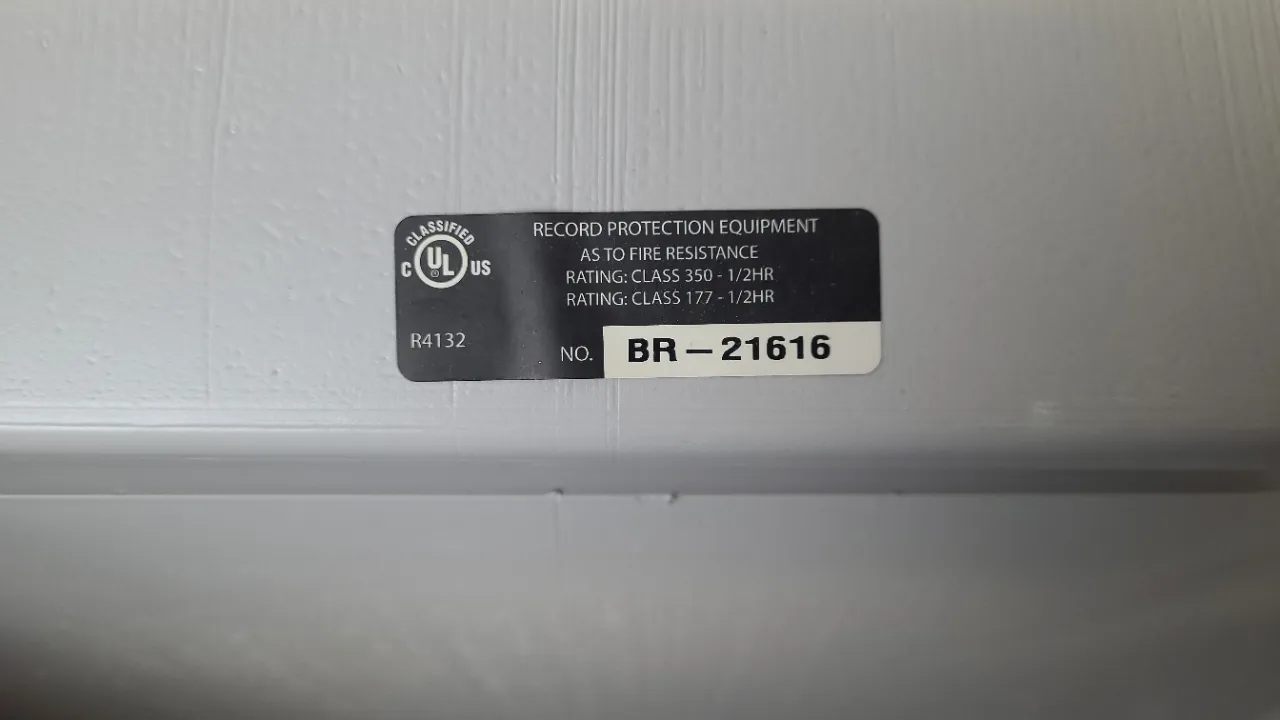 CLASSIFIED
C UL US
RECORD PROTECTION EQUIPMENT
AS TO FIRE RESISTANCE
RATING: CLASS 350 - 1/2HR
RATING: CLASS 177 - 1/2HR
R4132
NO. BR – 21616